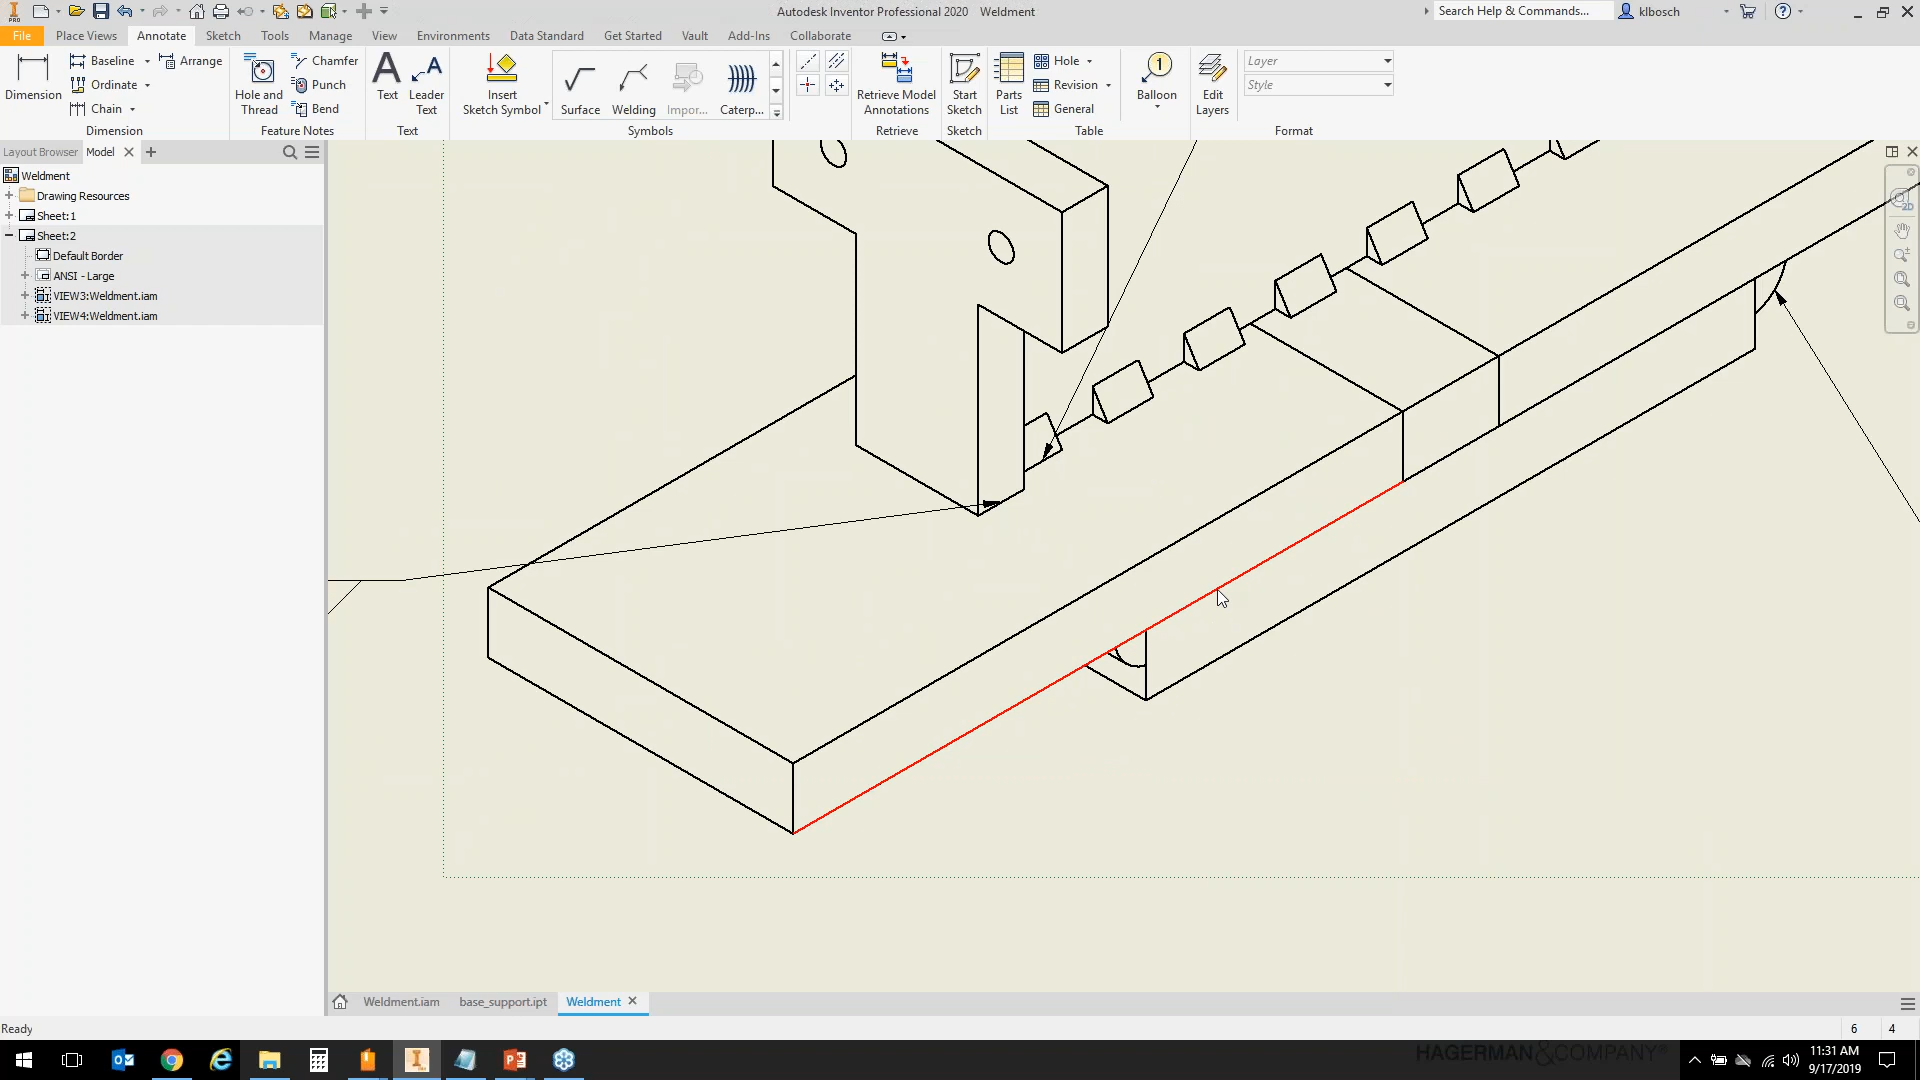 PRO
Autodesk Inventor Professional 2020 Weldment
Search Help & Commands...
klbosch
File Place Views Annotate Sketch Tools Manage View Environments Data Standard Get Started Vault Add-Ins Collaborate
Dimension
Baseline
Ordinate
Chain
Arrange
Dimension
Hole and
Thread
Chamfer
Punch
Bend
Feature Notes
A
A
Text
Leader
Text
Text
Insert
Sketch Symbol
Surface
Welding
Impor...
Caterp...
Symbols
Retrieve Model
Annotations
Retrieve
Start
Sketch
Sketch
Parts
List
Hole
Revision
General
Table
1
Balloon
Edit
Layers
Layer
Style
Format
Layout Browser Model
Weldment
Drawing Resources
Sheet:1
Sheet:2
Default Border
ANSI - Large
VIEW3:Weldment.iam
VIEW4:Weldment.iam
2D
Weldment.iam base_support.ipt Weldment
Ready
6 4
HAGERMAN&COMPANY
11:31 AM
9/17/2019